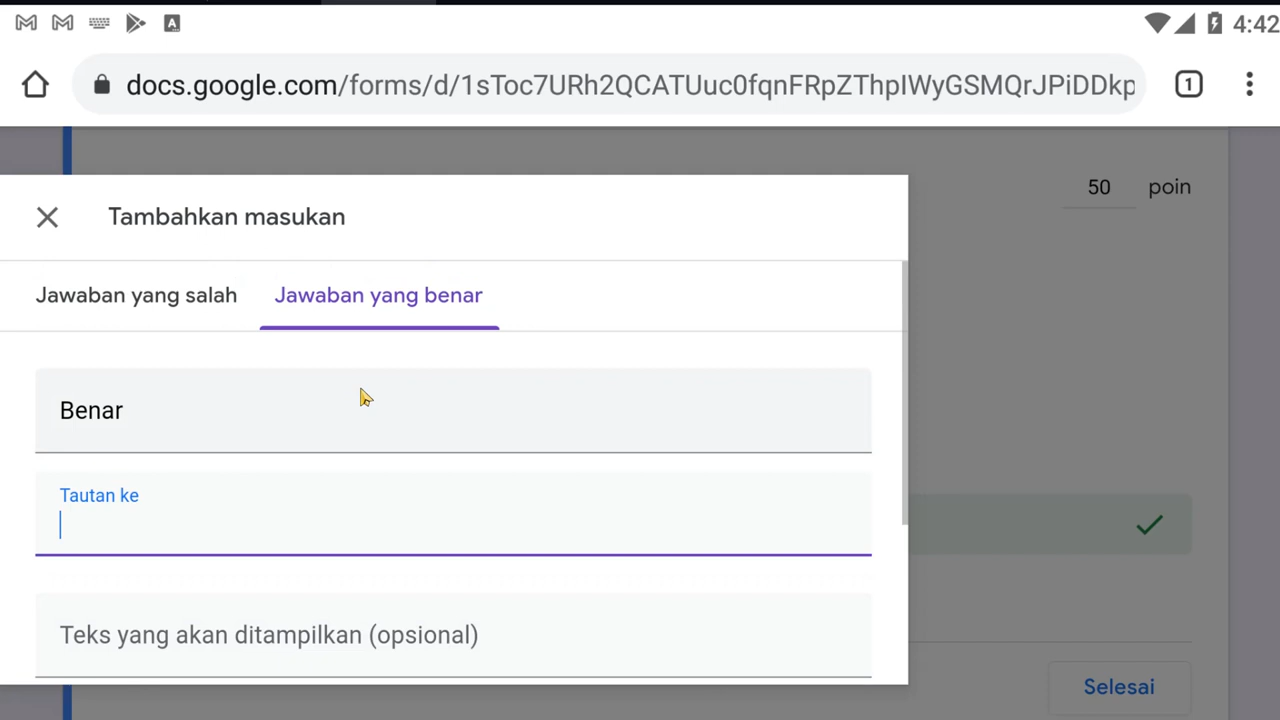 4:42
docs.google.com/forms/d/1sToc7URh2QCATUuc0fqnFRpZThpIWyGSMQrJPiDDkp
1
50 poin
Tambahkan masukan
Jawaban yang salah Jawaban yang benar
Benar
Tautan ke
Teks yang akan ditampilkan (opsional)
Selesai